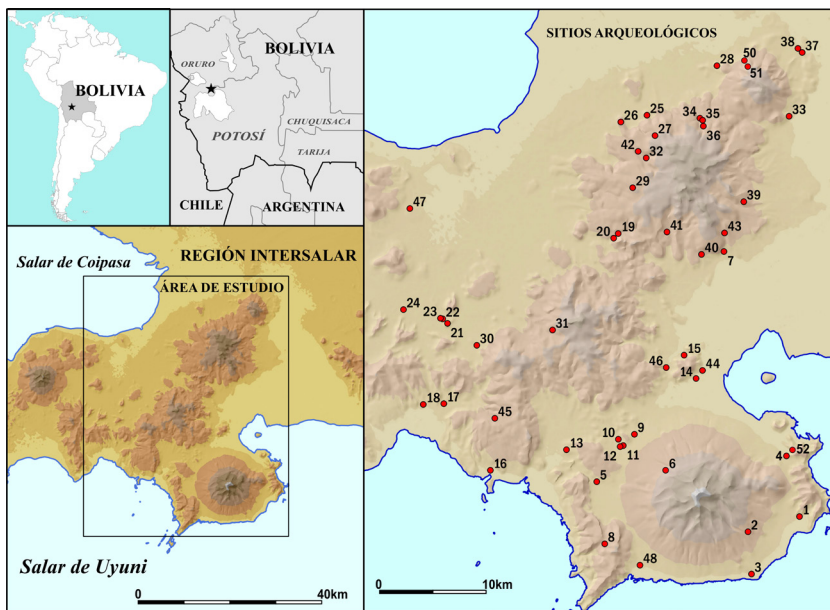 BOLIVIA
BOLIVIA
ORURO
POTOSÍ
CHUQUISACA
TARIJA
CHILE
ARGENTINA
REGIÓN INTERSALAR
Salar de Coipasa
ÁREA DE ESTUDIO
Salar de Uyuni
0 40km
SITIOS ARQUEOLÓGICOS
38 37
50
28 51
33
25 34 35
26
27 36
42 32
29
39
47
19 41 43
20
40 7
24 23 22
21
31
30
15
46 44
14
18 17
45
9
10
13 12 11
52
4
16 6
5
1
2
8
48 3
0 10km